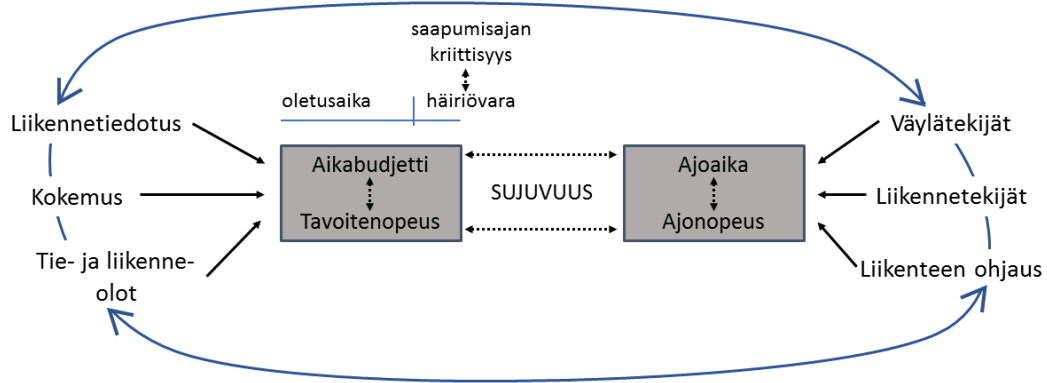 saapumisajan
kriittisyys
oletusaika
häiriövara
Liikennetiedotus
Kokemus
Tie- ja liikenne-
olot
Aikabudjetti
Tavoitenopeus
SUJUVUUS
Ajoaika
Ajonopeus
Väylätekijät
Liikennetekijät
Liikenteen ohjaus